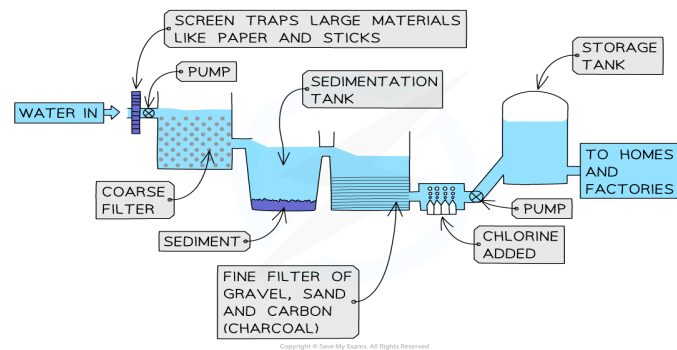 SCREEN TRAPS LARGE MATERIALS
LIKE PAPER AND STICKS
PUMP
WATER IN
SEDIMENTATION
TANK
STORAGE
TANK
COARSE
FILTER
SEDIMENT
FINE FILTER OF
GRAVEL, SAND
AND CARBON
(CHARCOAL)
CHLORINE
ADDED
PUMP
TO HOMES
AND
FACTORIES
Copyright © Save My Exams. All Rights Reserved